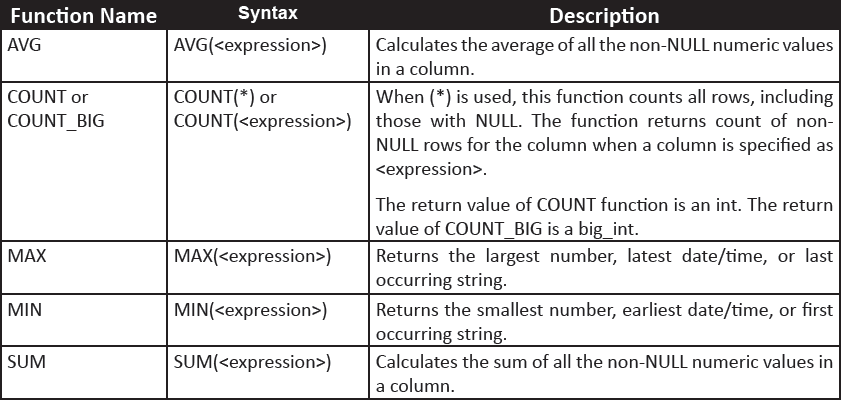 Function Name Syntax Description
AVG AVG(<expression>) Calculates the average of all the non-NULL numeric values
in a column.
COUNT or COUNT(*) or When (*) is used, this function counts all rows, including
COUNT_BIG COUNT(<expression>) those with NULL. The function returns count of non-
NULL rows for the column when a column is specified as
<expression>.
The return value of COUNT function is an int. The return
value of COUNT_BIG is a big_int.
MAX MAX(<expression>) Returns the largest number, latest date/time, or last
occurring string.
MIN MIN(<expression>) Returns the smallest number, earliest date/time, or first
occurring string.
SUM SUM(<expression>) Calculates the sum of all the non-NULL numeric values in
a column.